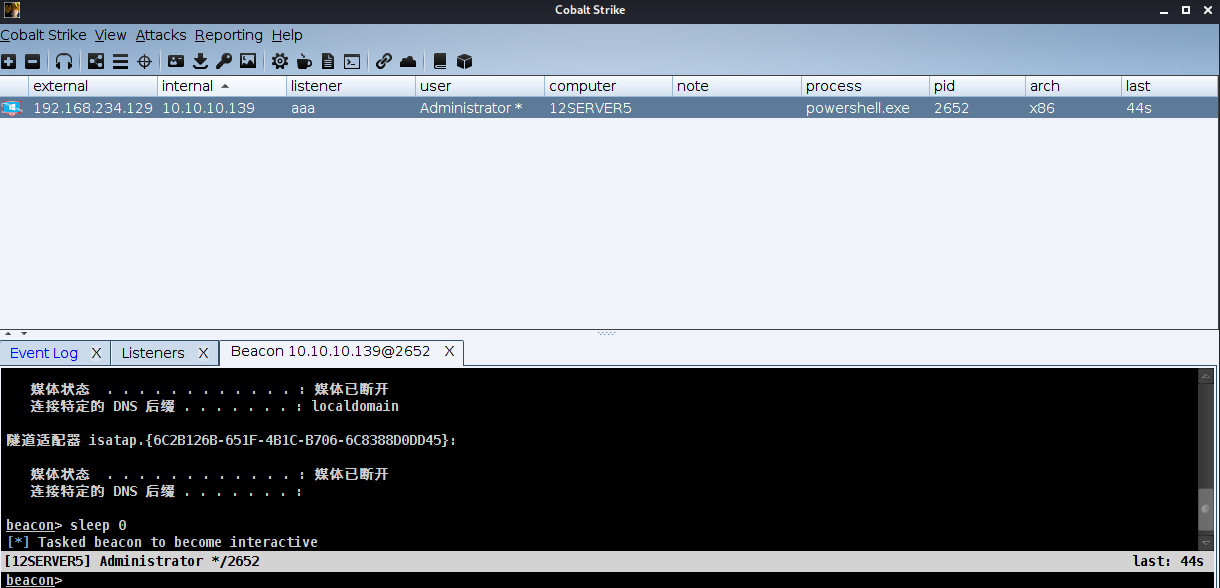 Cobalt Strike
Cobalt Strike View Attacks Reporting Help
external internal listener user computer note process pid arch last
192.168.234.129 10.10.10.139 aaa Administrator * 12SERVER5 powershell.exe 2652 x86 44s
Event Log X Listeners X Beacon 10.10.10.139@2652 X
媒体状态 . . . . . . . . . . . . : 媒体已断开
连接特定的 DNS 后缀 . . . . . . . : localdomain
隧道适配器 isatap.{6C2B126B-651F-4B1C-B706-6C8388D0DD45}:
媒体状态 . . . . . . . . . . . . : 媒体已断开
连接特定的 DNS 后缀 . . . . . . . :
beacon> sleep 0
[*] Tasked beacon to become interactive
[12SERVER5] Administrator */2652 last: 44s
beacon>